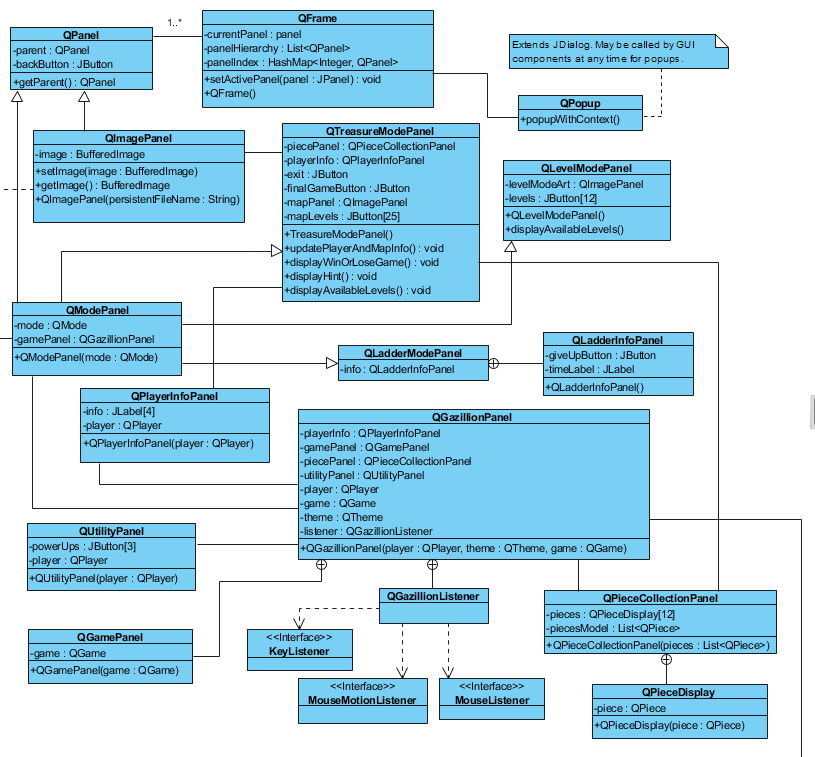 1..*
QFrame
-currentPanel : panel
-panelHierarchy : List<QPanel>
-panelIndex : HashMap<Integer, QPanel>
+setActivePanel(panel : JPanel) : void
+QFrame()
QPanel
-parent : QPanel
-backButton : JButton
+getParent() : QPanel
Extends JDialog. May be called by GUI
components at any time for popups.
QPopup
+popupWithContext()
QImagePanel
-image : BufferedImage
+setImage(image : BufferedImage)
+getImage() : BufferedImage
+QImagePanel(persistentFileName : String)
QTreasureModePanel
-piecePanel : QPieceCollectionPanel
-playerInfo : QPlayerInfoPanel
-exit : JButton
-finalGameButton : JButton
-mapPanel : QImagePanel
-mapLevels : JButton[25]
+TreasureModePanel()
+updatePlayerAndMapInfo() : void
+displayWinOrLoseGame() : void
+displayHint() : void
+displayAvailableLevels() : void
QLevelModePanel
-levelModeArt : QImagePanel
-levels : JButton[12]
+QLevelModePanel()
+displayAvailableLevels()
QModePanel
-mode : QMode
-gamePanel : QGazillionPanel
+QModePanel(mode : QMode)
QLadderModePanel
-info : QLadderInfoPanel
QLadderInfoPanel
-giveUpButton : JButton
-timeLabel : JLabel
+QLadderInfoPanel()
QPlayerInfoPanel
-info : JLabel[4]
-player : QPlayer
+QPlayerInfoPanel(player : QPlayer)
QGazillionPanel
-playerInfo : QPlayerInfoPanel
-gamePanel : QGamePanel
-piecePanel : QPieceCollectionPanel
-utilityPanel : QUtilityPanel
-player : QPlayer
-game : QGame
-theme : QTheme
-listener : QGazillionListener
+QGazillionPanel(player : QPlayer, theme : QTheme, game : QGame)
QUtilityPanel
-powerUps : JButton[3]
-player : QPlayer
+QUtilityPanel(player : QPlayer)
QGazillionListener
QPieceCollectionPanel
-pieces : QPieceDisplay[12]
-piecesModel : List<QPiece>
+QPieceCollectionPanel(pieces : List<QPiece>)
QGamePanel
-game : QGame
+QGamePanel(game : QGame)
<<Interface>>
KeyListener
<<Interface>>
MouseMotionListener
<<Interface>>
MouseListener
QPieceDisplay
-piece : QPiece
+QPieceDisplay(piece : QPiece)